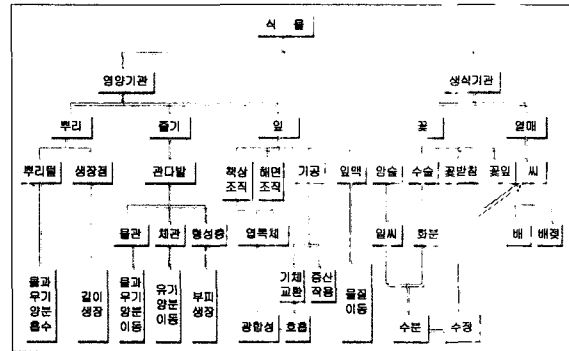 식 물
영양기관 생식기관
뿌리 줄기 잎 꽃 열매
뿌리털 생장점 관다발 책상 조직 해면 조직 기공 잎맥 암술 수술 꽃받침 꽃잎 씨
물관 체관 형성층 엽록체 밑씨 화분 배 배젖
물과 무기 양분 흡수 길이 생장 물과 무기 양분 이동 유기 양분 이동 부피 생장 기체 교환 증산 작용 물질 이동
광합성 호흡 수분 수정